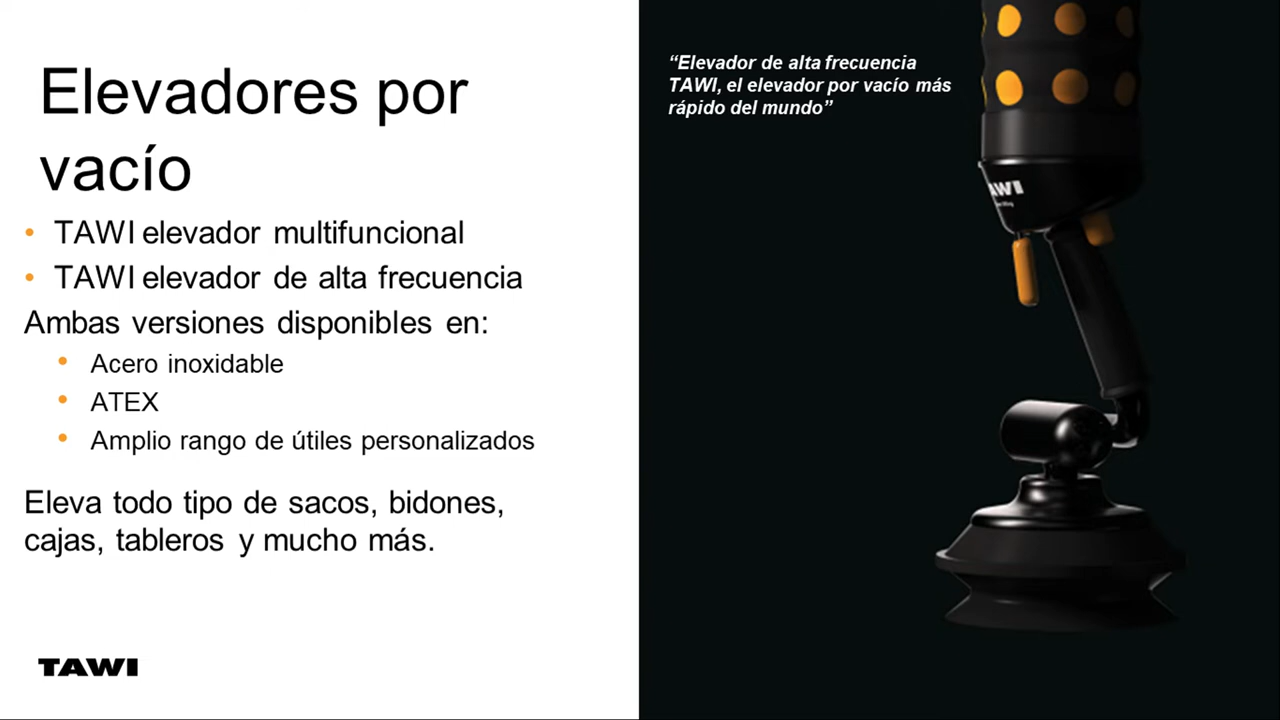 Elevadores por
vacío
• TAWI elevador multifuncional
• TAWI elevador de alta frecuencia
Ambas versiones disponibles en:
• Acero inoxidable
• ATEX
• Amplio rango de útiles personalizados
Eleva todo tipo de sacos, bidones,
cajas, tableros y mucho más.
TAWI
“Elevador de alta frecuencia
TAWI, el elevador por vacío más
rápido del mundo”
AWI